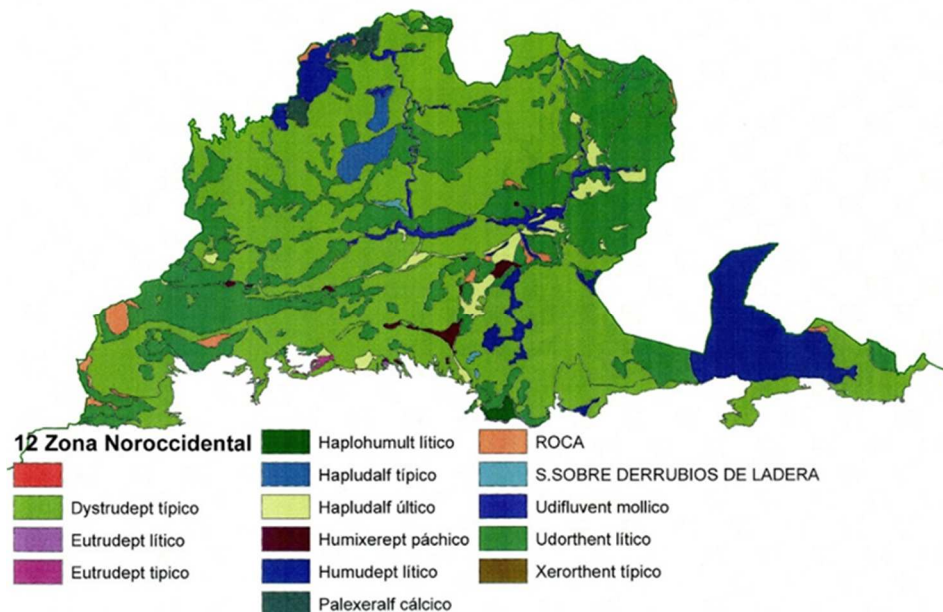 12 Zona Noroccidental
Dystrudept típico
Eutrudept lítico
Eutrudept tipico
Haplohumult lítico
Hapludalf típico
Hapludalf últico
Humixerept páchico
Humudept lítico
Palexeralf cálcico
ROCA
S.SOBRE DERRUBIOS DE LADERA
Udifluvent mollico
Udorthent lítico
Xerorthent típico